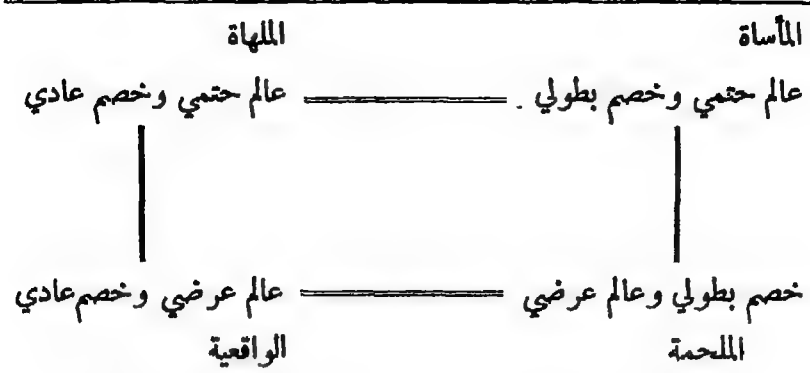 المأساة الملهاة
عالم حتمي وخصم بطولي . عالم حتمي وخصم عادي
خصم بطولي وعالم عرضي عالم عرضي وخصم عادي
الملحمة الواقعية